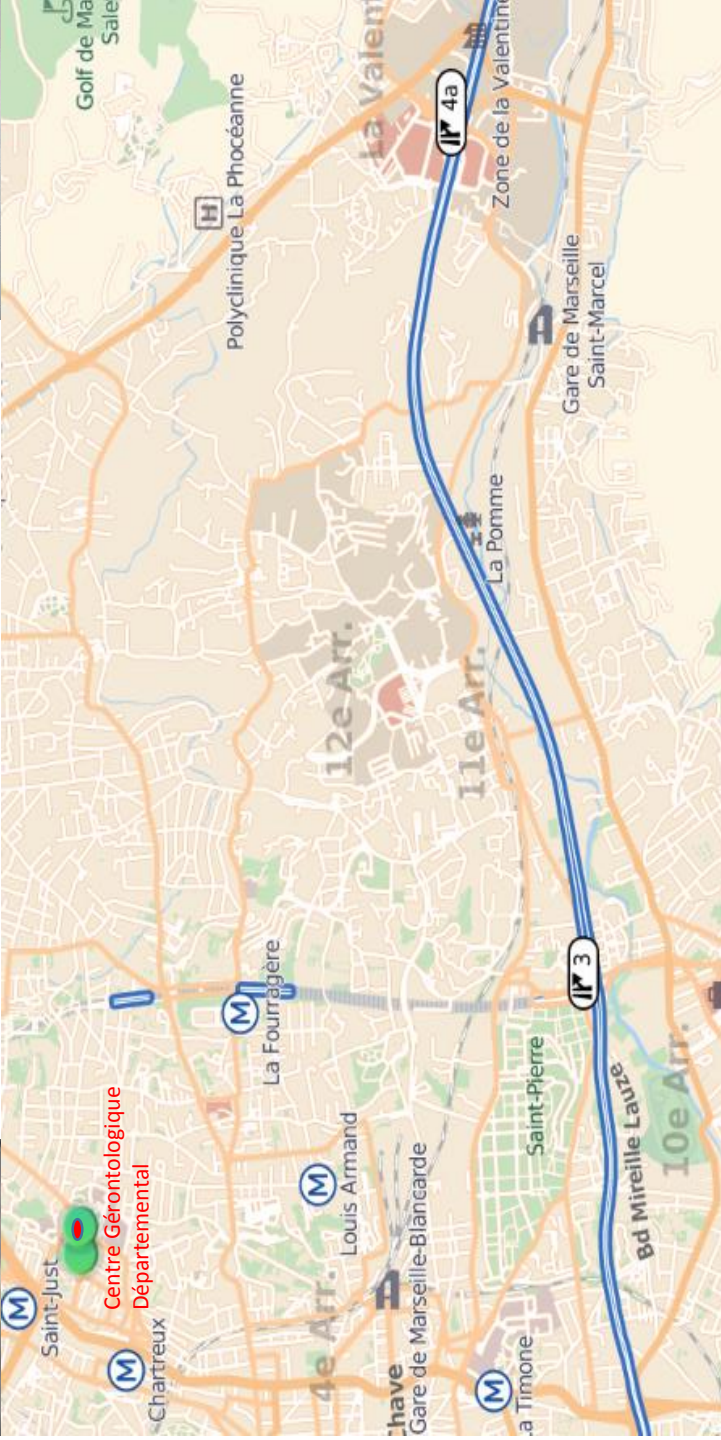 M
Saint-Just
Golf de Ma
Sale
Centre Gérontologique
Départemental
M
Chartreux
H
Polyclinique La Phocéanne
M
La Fourragère
M
Louis Armand
4e Arr.
12e Arr.
La Valen
Chave
Gare de Marseille-Blancarde
11e Arr.
4a
M
La Timone
La Pomme
Zone de la Valentine
Saint-Pierre
3
Gare de Marseille
Saint-Marcel
Bd Mireille Lauze
10e Arr.